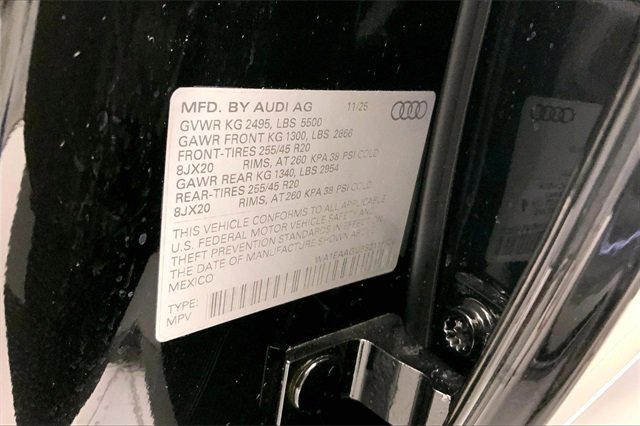 MFD. BY AUDI AG 11/25
GVWR KG 2495, LBS 5500
GAWR FRONT KG 1300, LBS 2866
FRONT-TIRES 255/45 R20
8JX20 RIMS, AT 260 KPA 38 PSI COLD
GAWR REAR KG 1340, LBS 2954
REAR-TIRES 255/45 R20
8JX20 RIMS, AT 260 KPA 38 PSI COLD
THIS VEHICLE CONFORMS TO ALL APPLICABLE
U.S. FEDERAL MOTOR VEHICLE SAFETY AND
THEFT PREVENTION STANDARDS IN EFFECT ON
THE DATE OF MANUFACTURE SHOWN ABOVE.
MEXICO
TYPE:
MPV